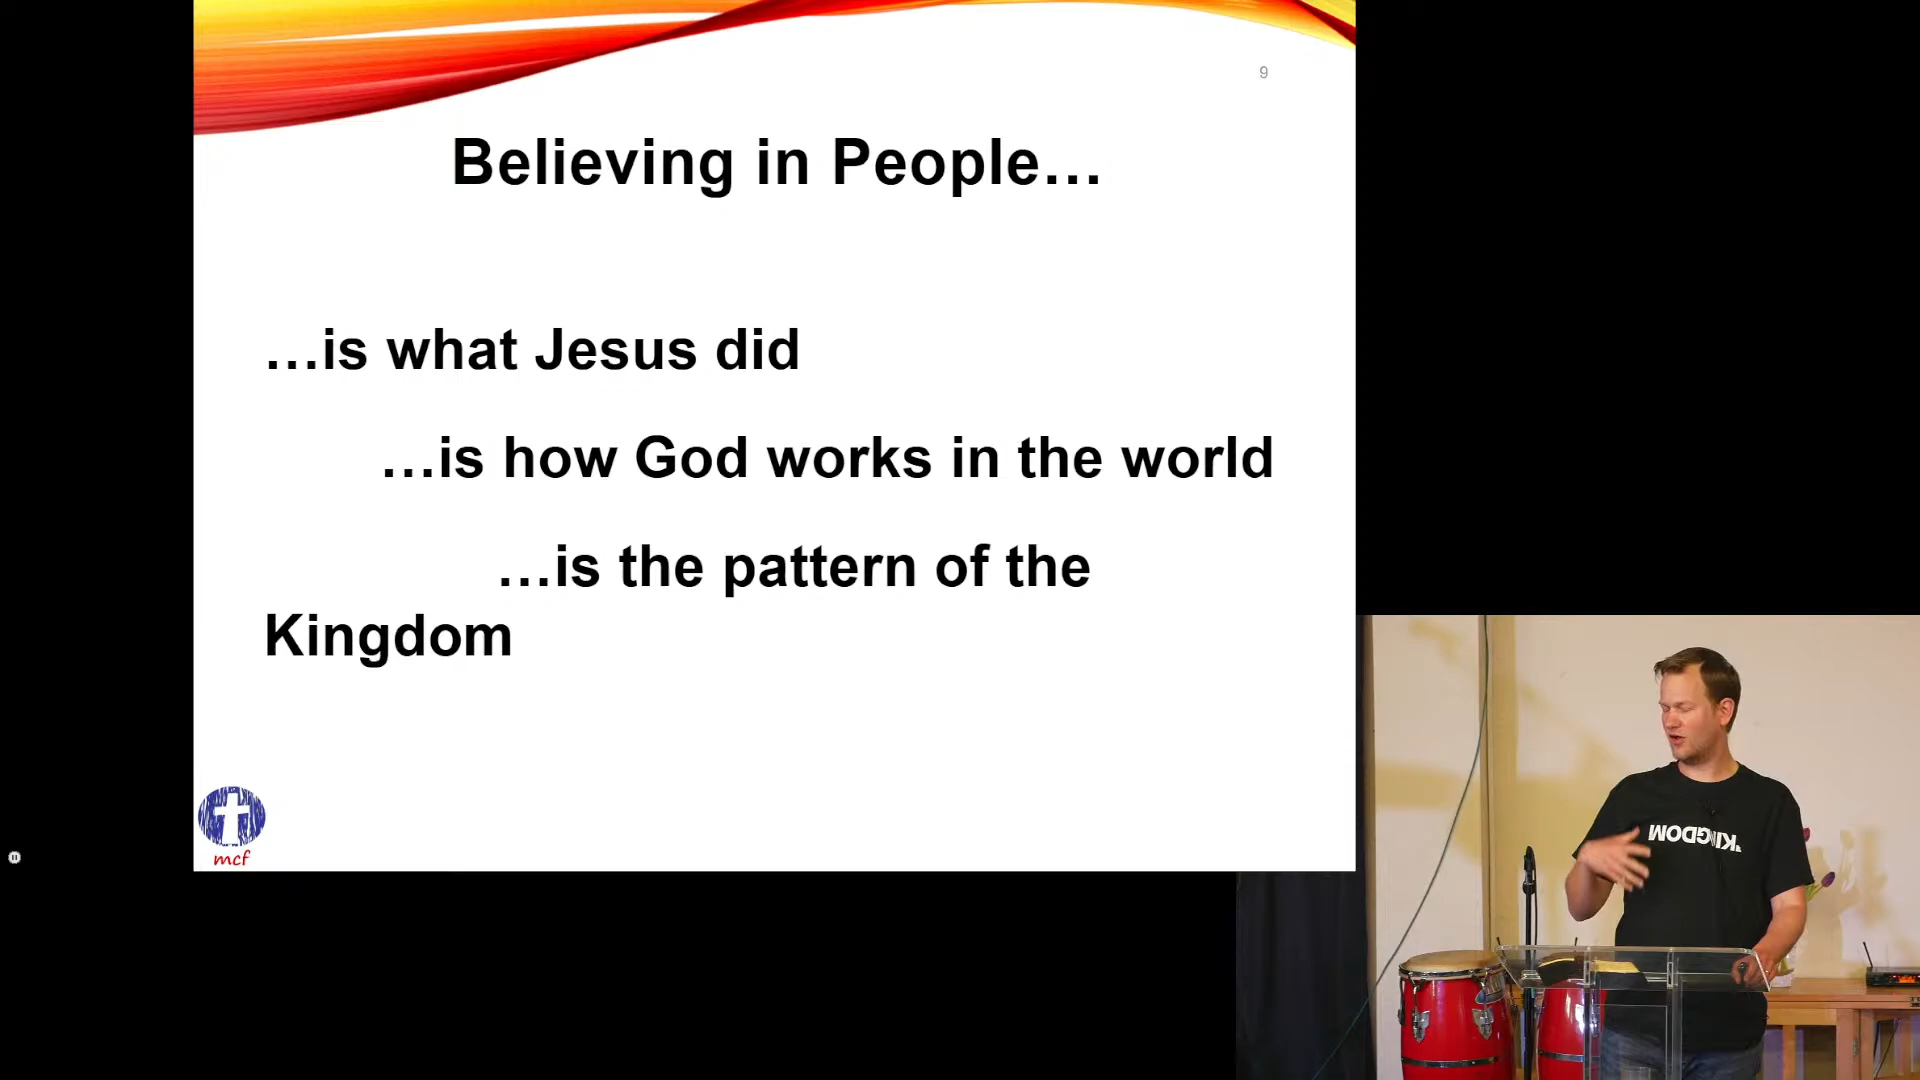 9
Believing in People…
…is what Jesus did
…is how God works in the world
…is the pattern of the
Kingdom
mcf
KINGDOM